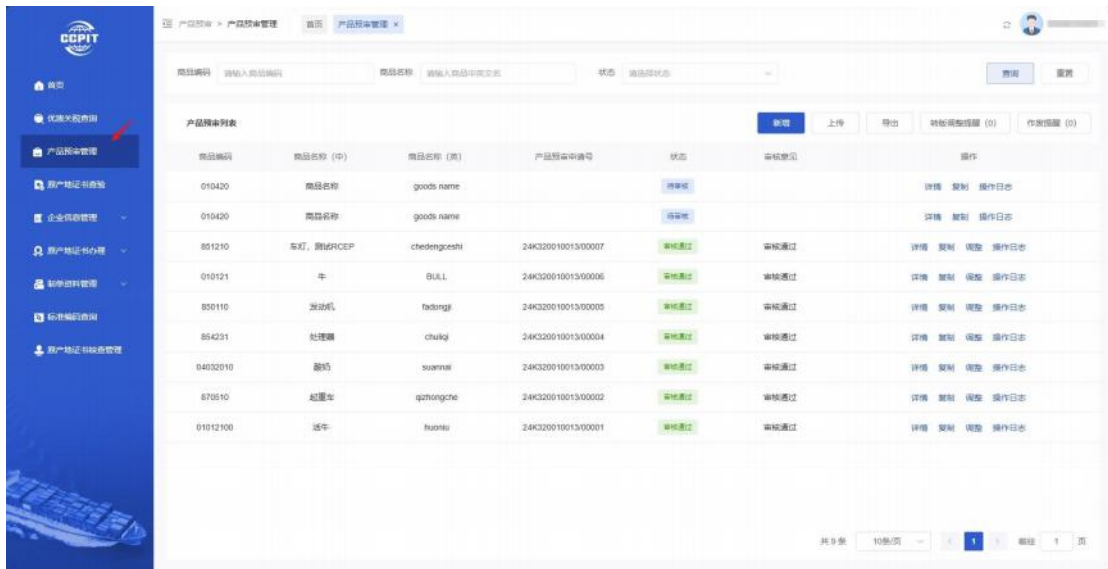 CCPIT
首页
优惠关税查询
产品预审管理
原产地证书查验
企业信息管理
原产地证书办理
制单资料管理
标准编码查询
原产地证书核查管理
产品预审 > 产品预审管理 首页 产品预审管理 ×
商品编码 请输入商品编码 商品名称 请输入商品中英文名 状态 请选择状态 查询 重置
产品预审列表 新增 上传 导出 转版调整提醒 (0) 作废提醒 (0)
商品编码 商品名称 (中) 商品名称 (英) 产品预审申请号 状态 审核意见 操作
010420 商品名称 goods name 待审核 详情 复制 操作日志
010420 商品名称 goods name 待审核 详情 复制 操作日志
851210 车灯, 测试RCEP chedengceshi 24K320010013/00007 审核通过 审核通过 详情 复制 调整 操作日志
010121 牛 BULL 24K320010013/00006 审核通过 审核通过 详情 复制 调整 操作日志
850110 发动机 fadongji 24K320010013/00005 审核通过 审核通过 详情 复制 调整 操作日志
854231 处理器 chuliqi 24K320010013/00004 审核通过 审核通过 详情 复制 调整 操作日志
04032010 酸奶 suannai 24K320010013/00003 审核通过 审核通过 详情 复制 调整 操作日志
870510 起重车 qizhongche 24K320010013/00002 审核通过 审核通过 详情 复制 调整 操作日志
01012100 活牛 huoniu 24K320010013/00001 审核通过 审核通过 详情 复制 调整 操作日志
共 9 条 10条/页 1 前往 1 页